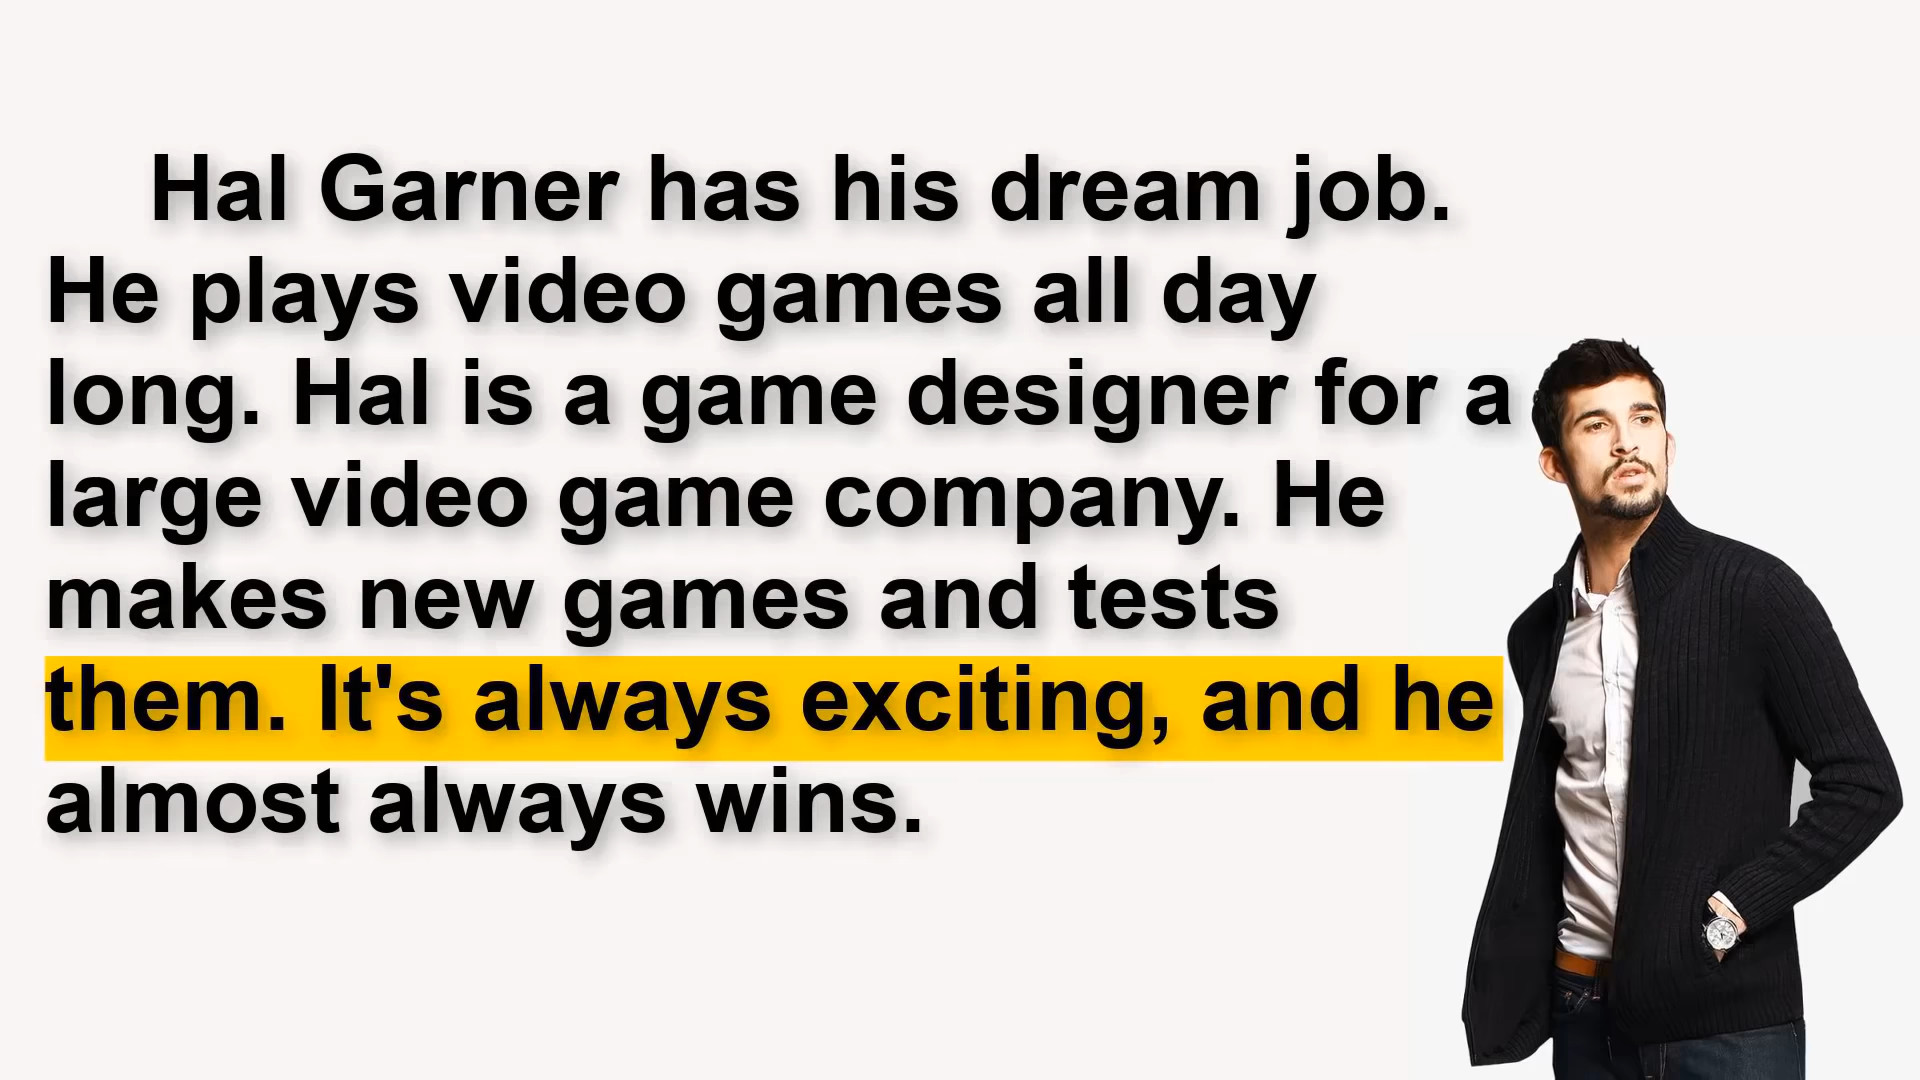 Hal Garner has his dream job.
He plays video games all day
long. Hal is a game designer for a
large video game company. He
makes new games and tests
them. It's always exciting, and he
almost always wins.